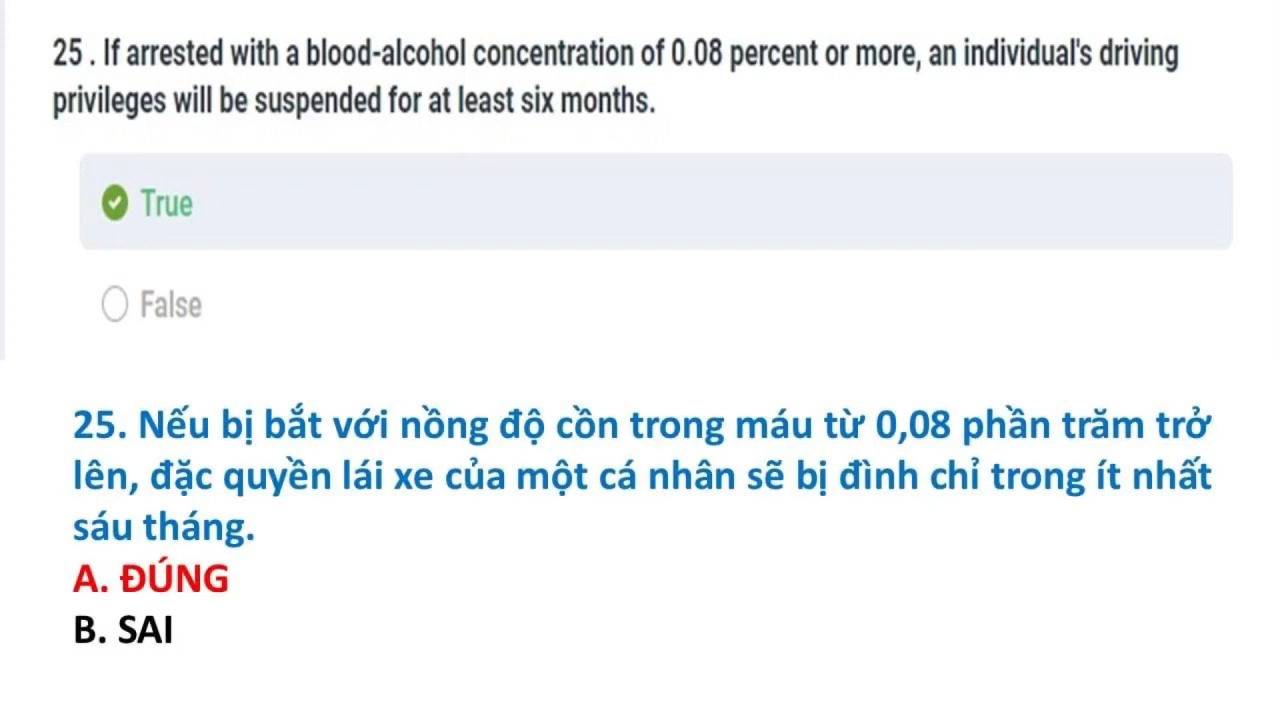 25 . If arrested with a blood-alcohol concentration of 0.08 percent or more, an individual's driving
privileges will be suspended for at least six months.
True
False
25. Nếu bị bắt với nồng độ cồn trong máu từ 0,08 phần trăm trở
lên, đặc quyền lái xe của một cá nhân sẽ bị đình chỉ trong ít nhất
sáu tháng.
A. ĐÚNG
B. SAI